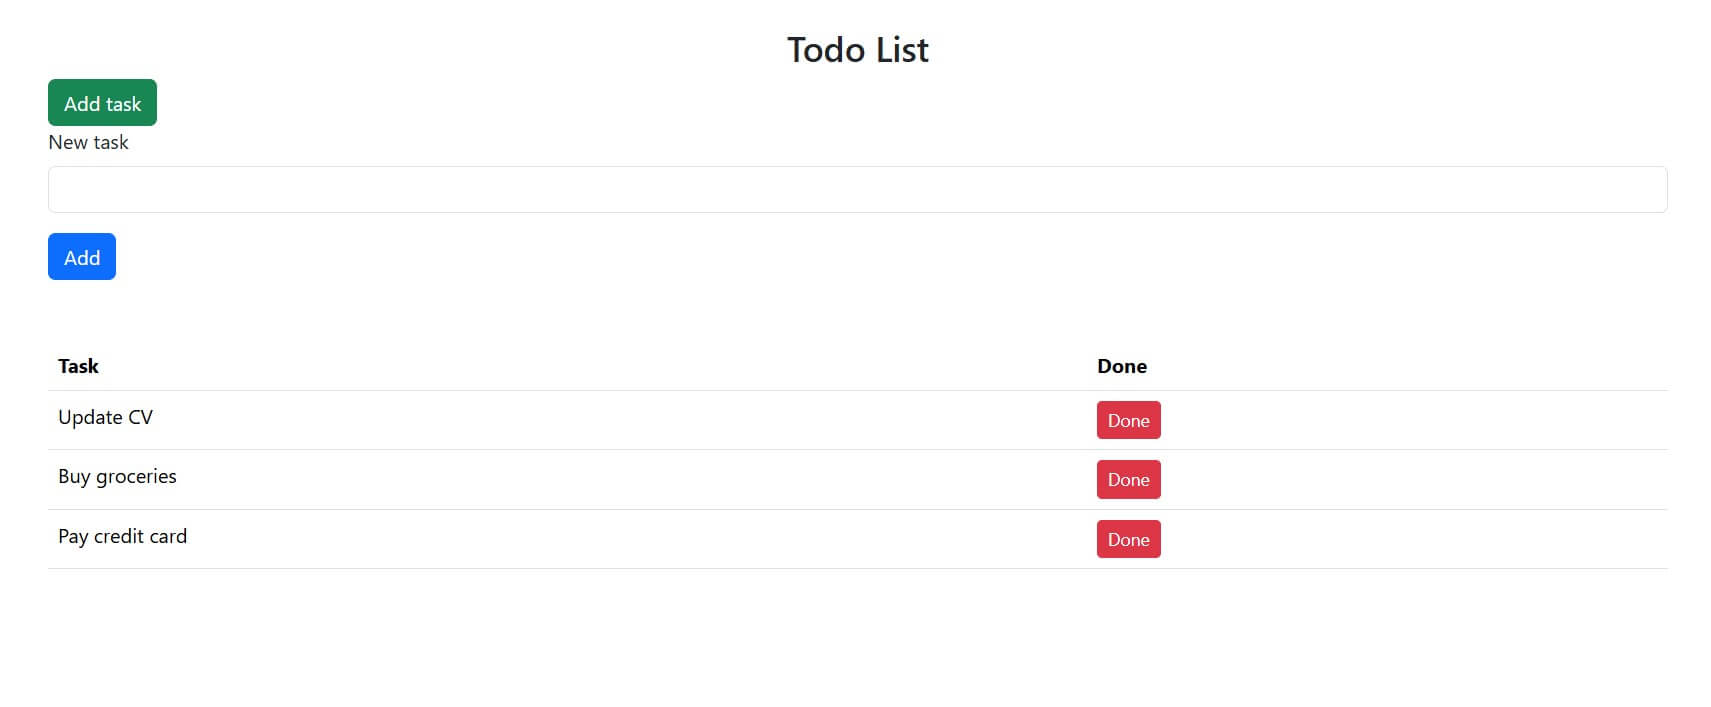 Todo List
Add task
New task
Add
Task Done
Update CV Done
Buy groceries Done
Pay credit card Done